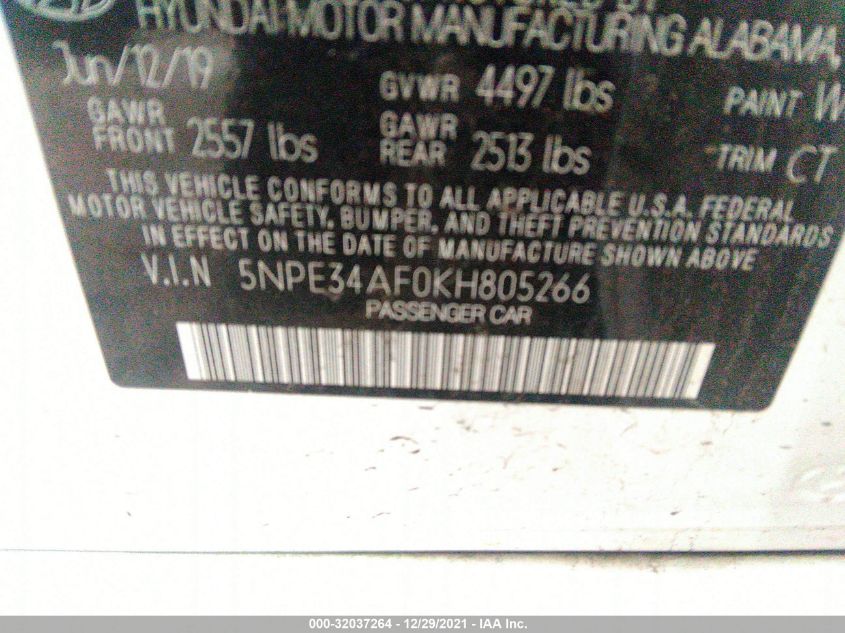 BY
HYUNDAI MOTOR MANUFACTURING ALABAMA,
Jun/12/19 GVWR 4497 lbs PAINT W
GAWR FRONT 2557 lbs GAWR REAR 2513 lbs TRIM CT
THIS VEHICLE CONFORMS TO ALL APPLICABLE U.S.A. FEDERAL
MOTOR VEHICLE SAFETY, BUMPER, AND THEFT PREVENTION STANDARDS
IN EFFECT ON THE DATE OF MANUFACTURE SHOWN ABOVE
V.I.N 5NPE34AF0KH805266
PASSENGER CAR
000-32037264 - 12/29/2021 - IAA Inc.